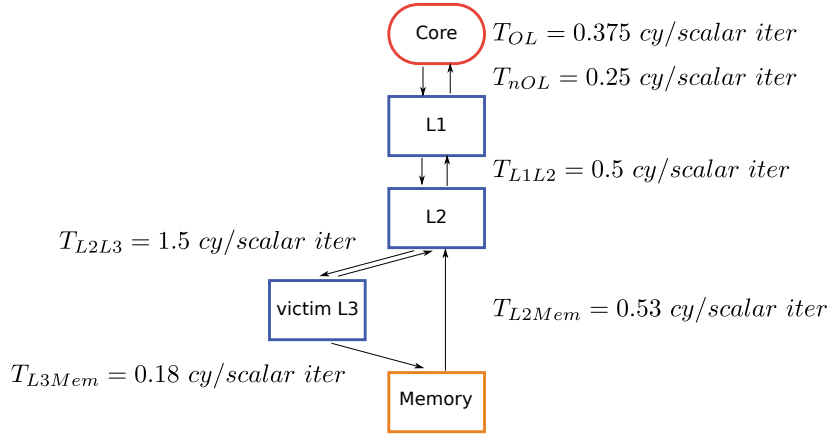 Core
T_{OL} = 0.375 cy/scalar iter
T_{nOL} = 0.25 cy/scalar iter
L1
T_{L1L2} = 0.5 cy/scalar iter
L2
T_{L2L3} = 1.5 cy/scalar iter
victim L3
T_{L2Mem} = 0.53 cy/scalar iter
T_{L3Mem} = 0.18 cy/scalar iter
Memory